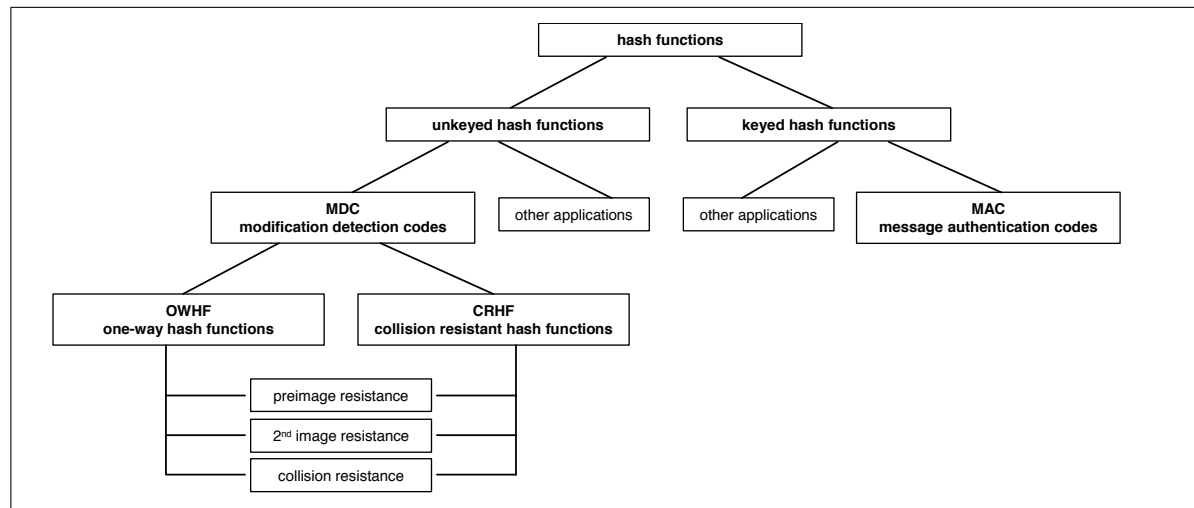 hash functions
unkeyed hash functions
keyed hash functions
MDC
modification detection codes
other applications
other applications
MAC
message authentication codes
OWHF
one-way hash functions
CRHF
collision resistant hash functions
preimage resistance
2nd image resistance
collision resistance